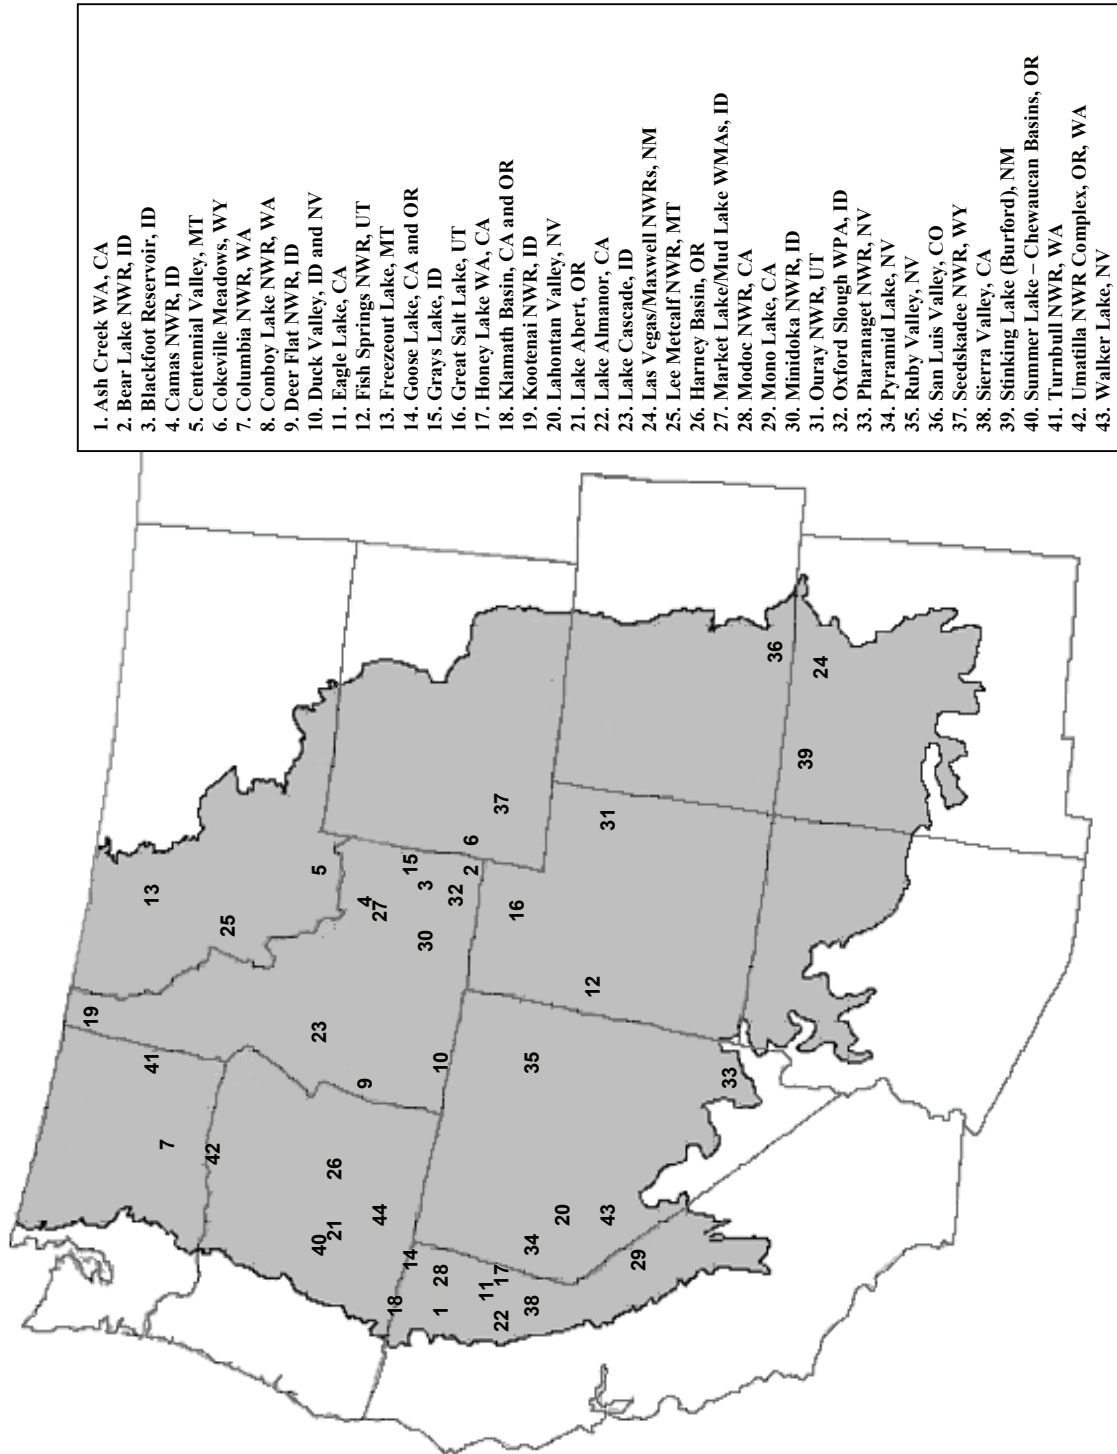 1. Ash Creek WA, CA
2. Bear Lake NWR, ID
3. Blackfoot Reservoir, ID
4. Camas NWR, ID
5. Centennial Valley, MT
6. Cokeville Meadows, WY
7. Columbia NWR, WA
8. Conboy Lake NWR, WA
9. Deer Flat NWR, ID
10. Duck Valley, ID and NV
11. Eagle Lake, CA
12. Fish Springs NWR, UT
13. Freezeout Lake, MT
14. Goose Lake, CA and OR
15. Grays Lake, ID
16. Great Salt Lake, UT
17. Honey Lake WA, CA
18. Klamath Basin, CA and OR
19. Kootenai NWR, ID
20. Lahontan Valley, NV
21. Lake Abert, OR
22. Lake Almanor, CA
23. Lake Cascade, ID
24. Las Vegas/Maxwell NWRs, NM
25. Lee Metcalf NWR, MT
26. Harney Basin, OR
27. Market Lake/Mud Lake WMAs, ID
28. Modoc NWR, CA
29. Mono Lake, CA
30. Minidoka NWR, ID
31. Ouray NWR, UT
32. Oxford Slough WPA, ID
33. Pharanaget NWR, NV
34. Pyramid Lake, NV
35. Ruby Valley, NV
36. San Luis Valley, CO
37. Seedskadee NWR, WY
38. Sierra Valley, CA
39. Stinking Lake (Burford), NM
40. Summer Lake – Chewaucan Basins, OR
41. Turnbull NWR, WA
42. Umatilla NWR Complex, OR, WA
43. Walker Lake, NV
19
13
41
7
25
42
5
23
40
21
26
9
4
27
44
18
14
15
3
30
1
28
10
32
2
6
11
22
17
37
16
38
34
35
20
12
43
31
29
33
36
39
24